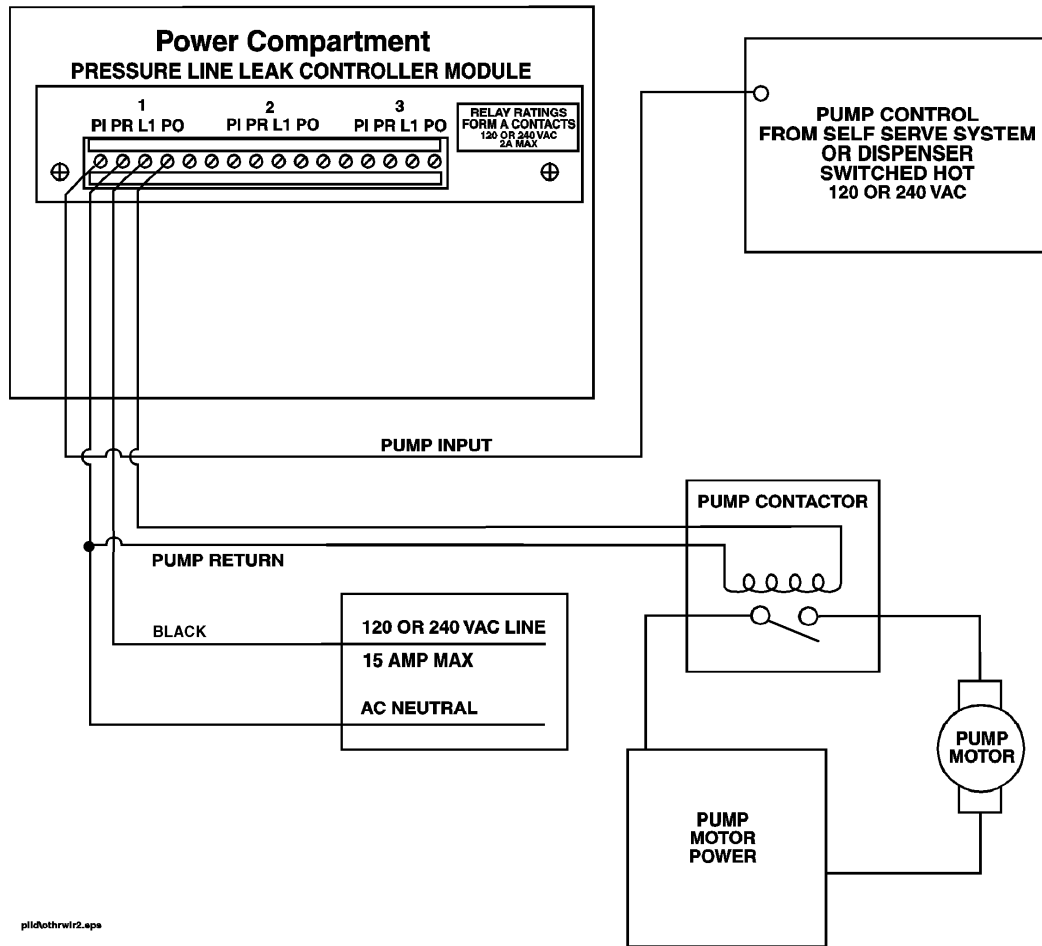 Power Compartment
PRESSURE LINE LEAK CONTROLLER MODULE
1 2 3
PI PR L1 PO PI PR L1 PO PI PR L1 PO
RELAY RATINGS
FORM A CONTACTS
120 OR 240 VAC
2A MAX
PUMP CONTROL
FROM SELF SERVE SYSTEM
OR DISPENSER
SWITCHED HOT
120 OR 240 VAC
PUMP INPUT
PUMP CONTACTOR
PUMP RETURN
BLACK
120 OR 240 VAC LINE
15 AMP MAX
AC NEUTRAL
PUMP
MOTOR
PUMP
MOTOR
POWER
plld\othrwir2.eps